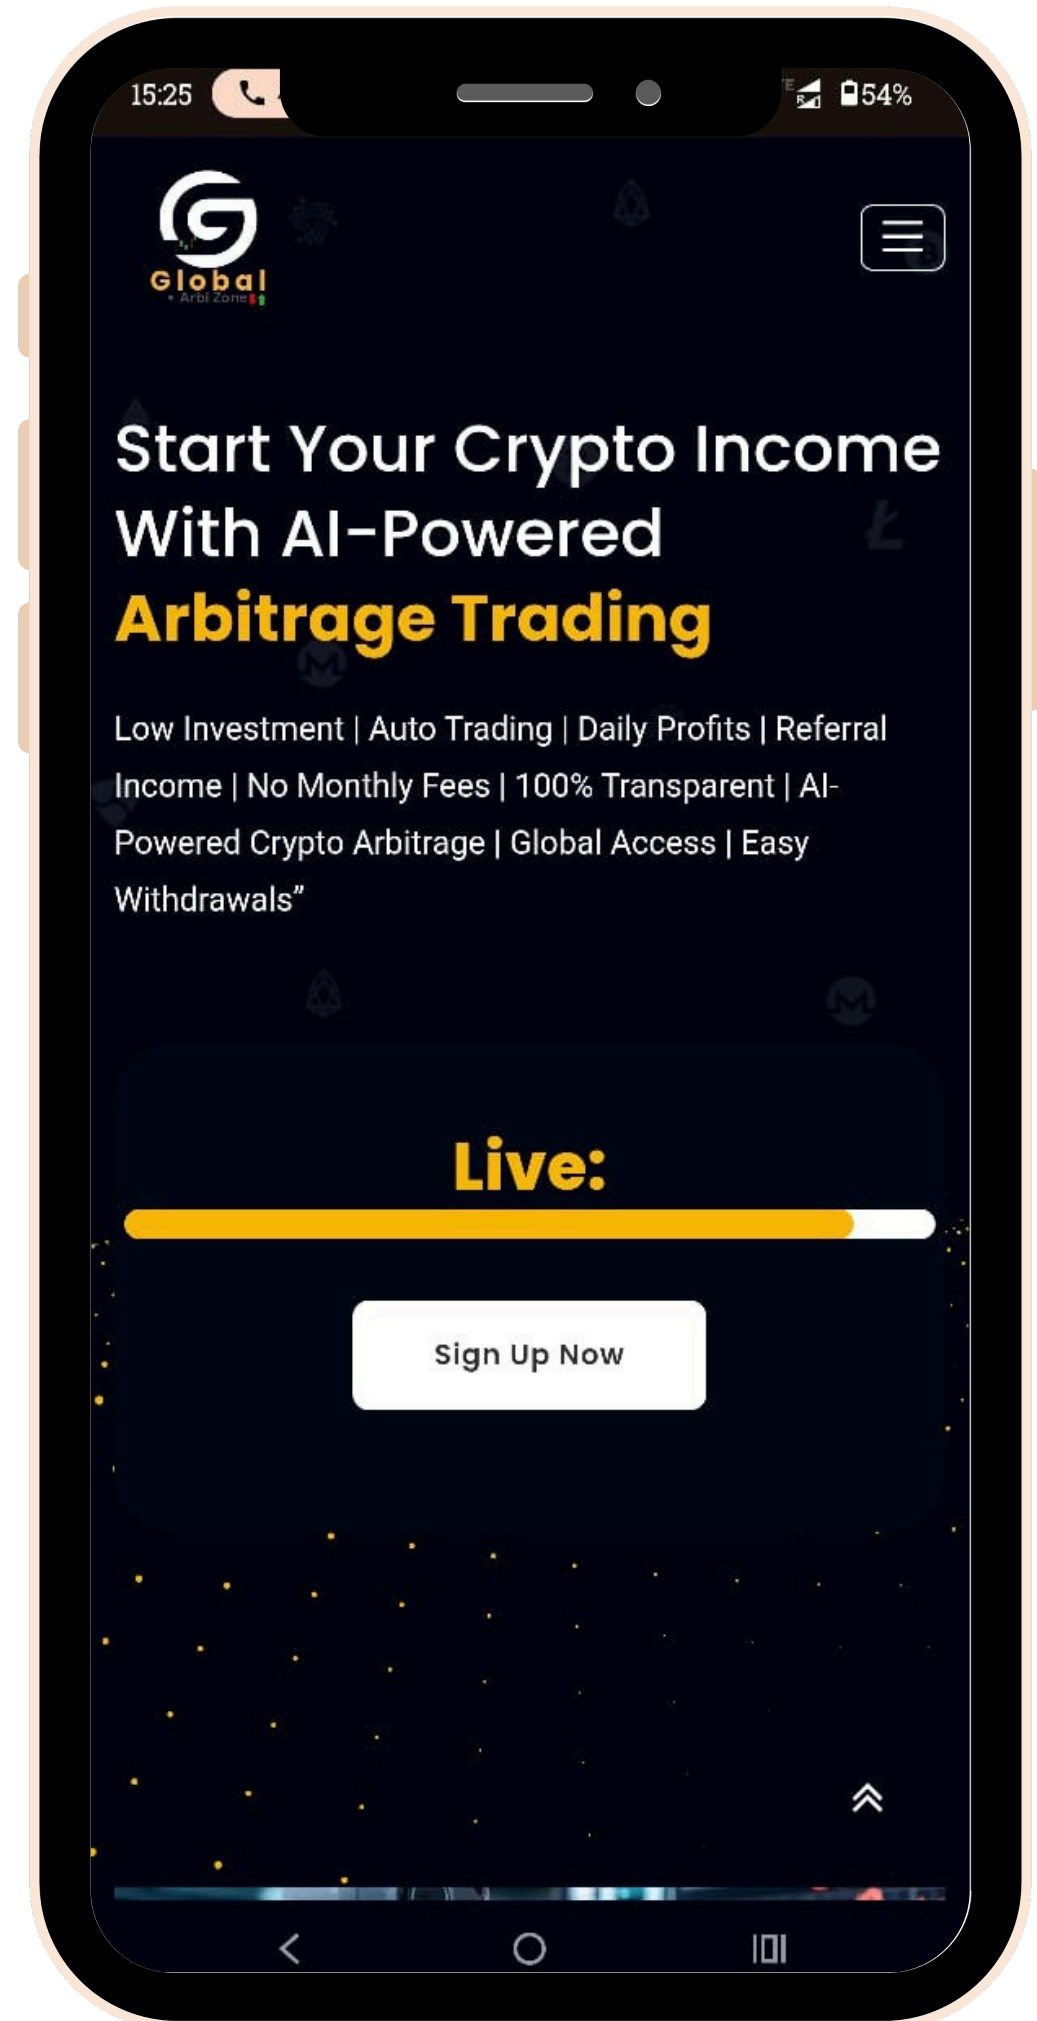 15:25
54%
Global
• Arbi Zone
Start Your Crypto Income
With AI-Powered
Arbitrage Trading
Low Investment | Auto Trading | Daily Profits | Referral
Income | No Monthly Fees | 100% Transparent | AI-
Powered Crypto Arbitrage | Global Access | Easy
Withdrawals”
Live:
Sign Up Now